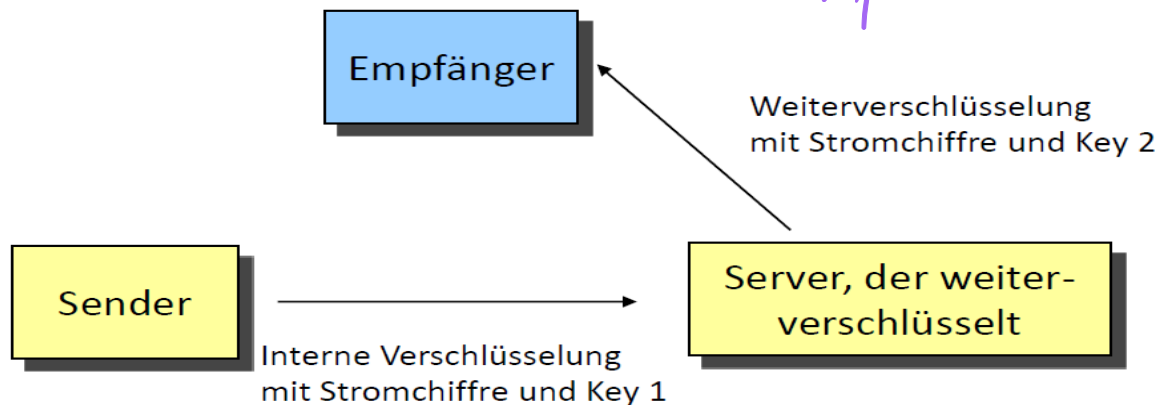 Empfänger
Weiterverschlüsselung
mit Stromchiffre und Key 2
Sender
Server, der weiter-
verschlüsselt
Interne Verschlüsselung
mit Stromchiffre und Key 1